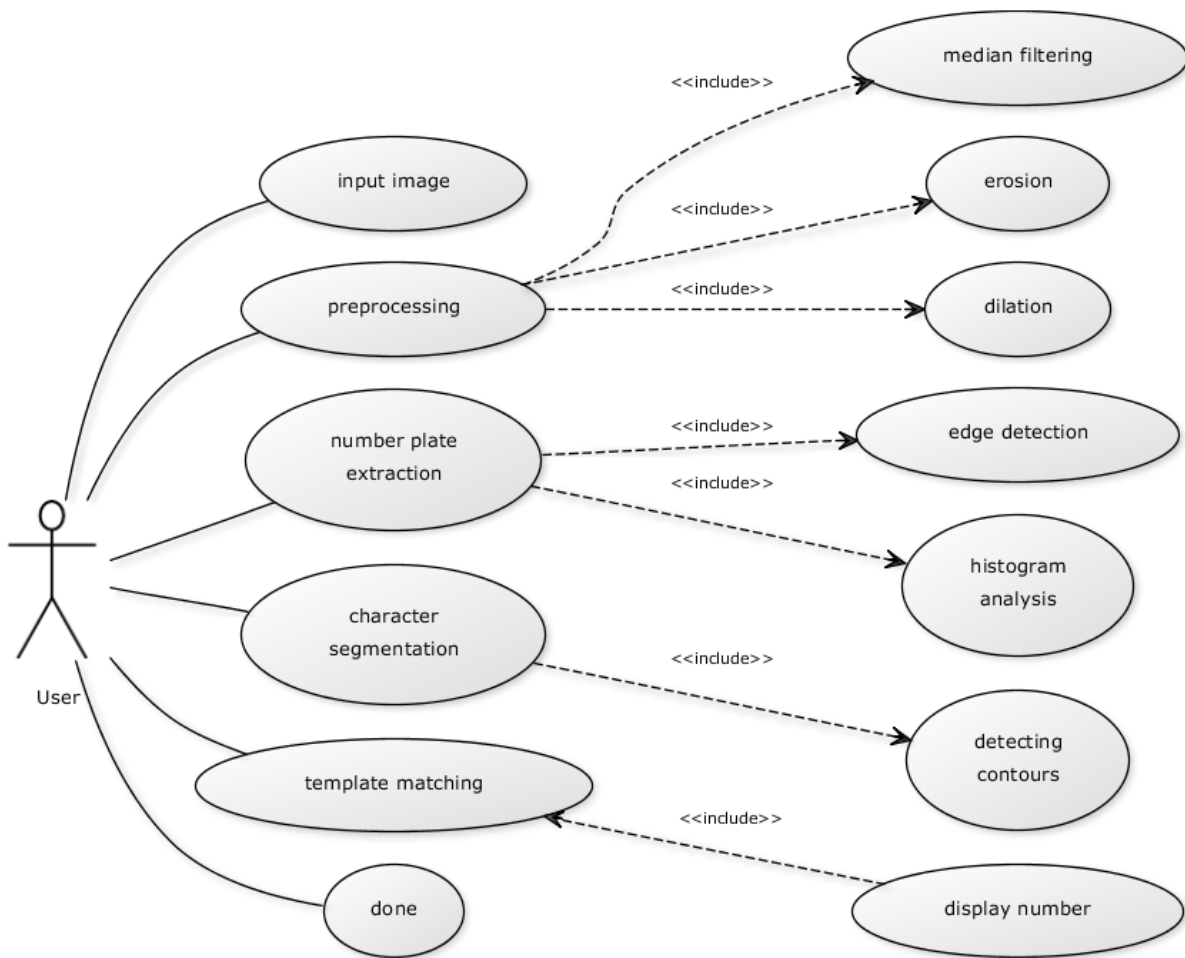 median filtering
<<include>>
input image
erosion
<<include>>
preprocessing
<<include>>
dilation
number plate
extraction
<<include>>
edge detection
<<include>>
histogram
analysis
character
segmentation
<<include>>
User
detecting
contours
template matching
<<include>>
done
display number